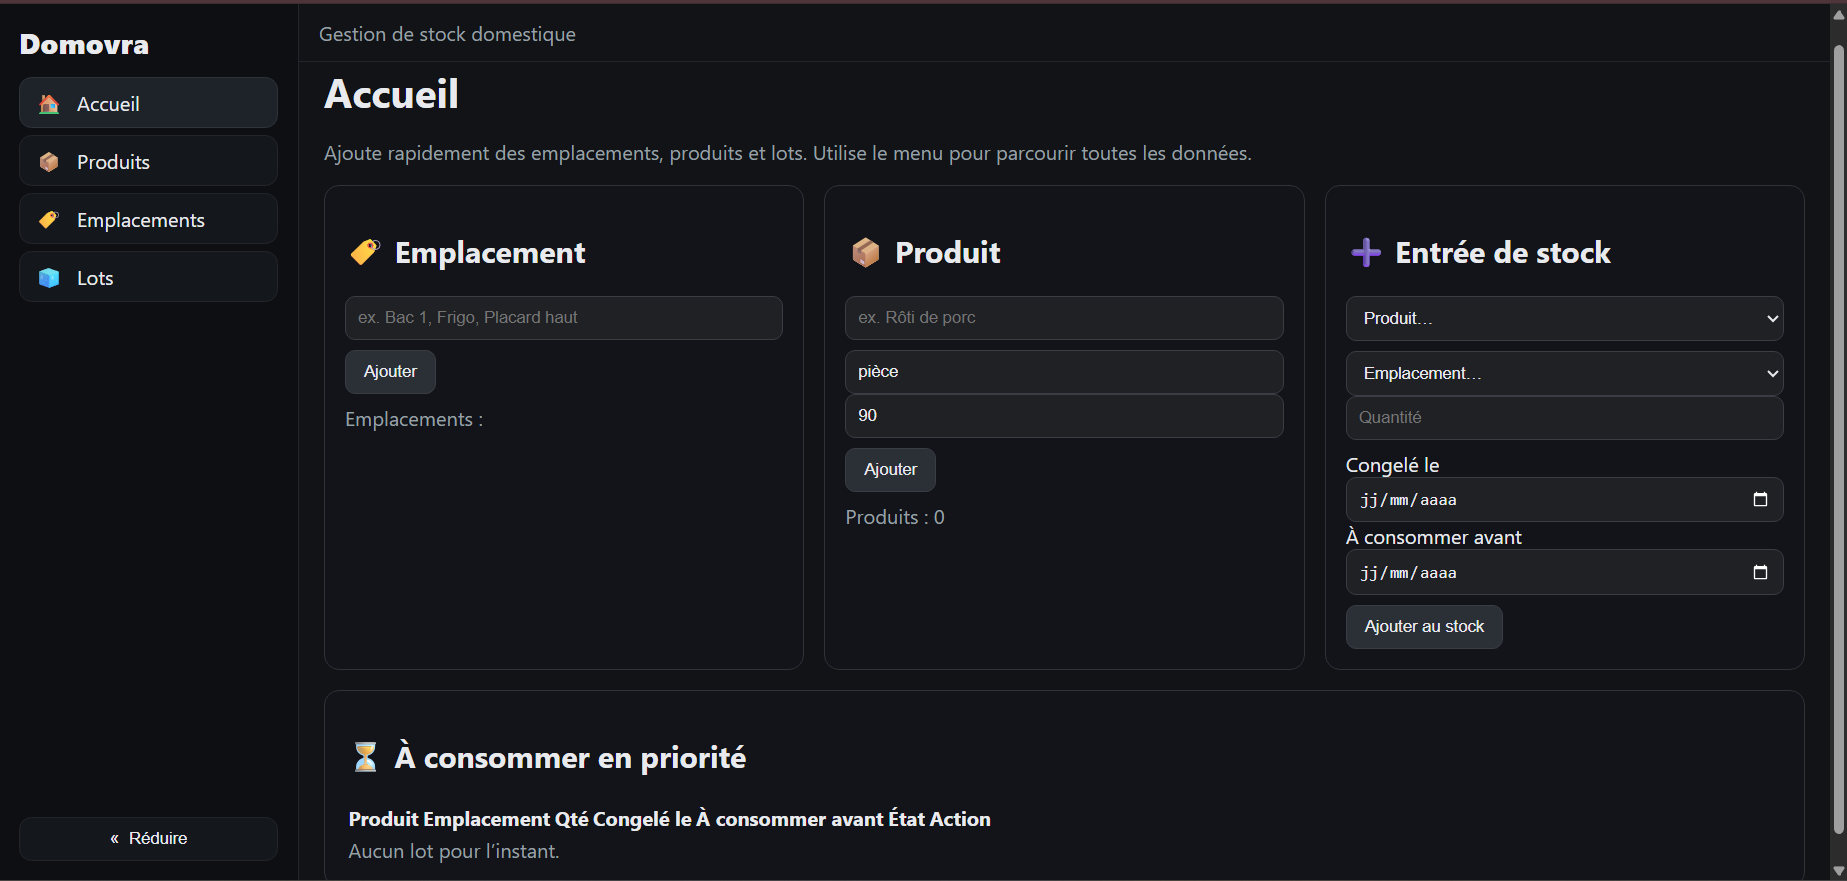 Domovra
Accueil
Produits
Emplacements
Lots
« Réduire
Gestion de stock domestique
Accueil
Ajoute rapidement des emplacements, produits et lots. Utilise le menu pour parcourir toutes les données.
Emplacement
ex. Bac 1, Frigo, Placard haut
Ajouter
Emplacements :
Produit
ex. Rôti de porc
pièce
90
Ajouter
Produits : 0
Entrée de stock
Produit…
Emplacement…
Quantité
Congelé le
jj/mm/aaaa
À consommer avant
jj/mm/aaaa
Ajouter au stock
À consommer en priorité
Produit Emplacement Qté Congelé le À consommer avant État Action
Aucun lot pour l’instant.